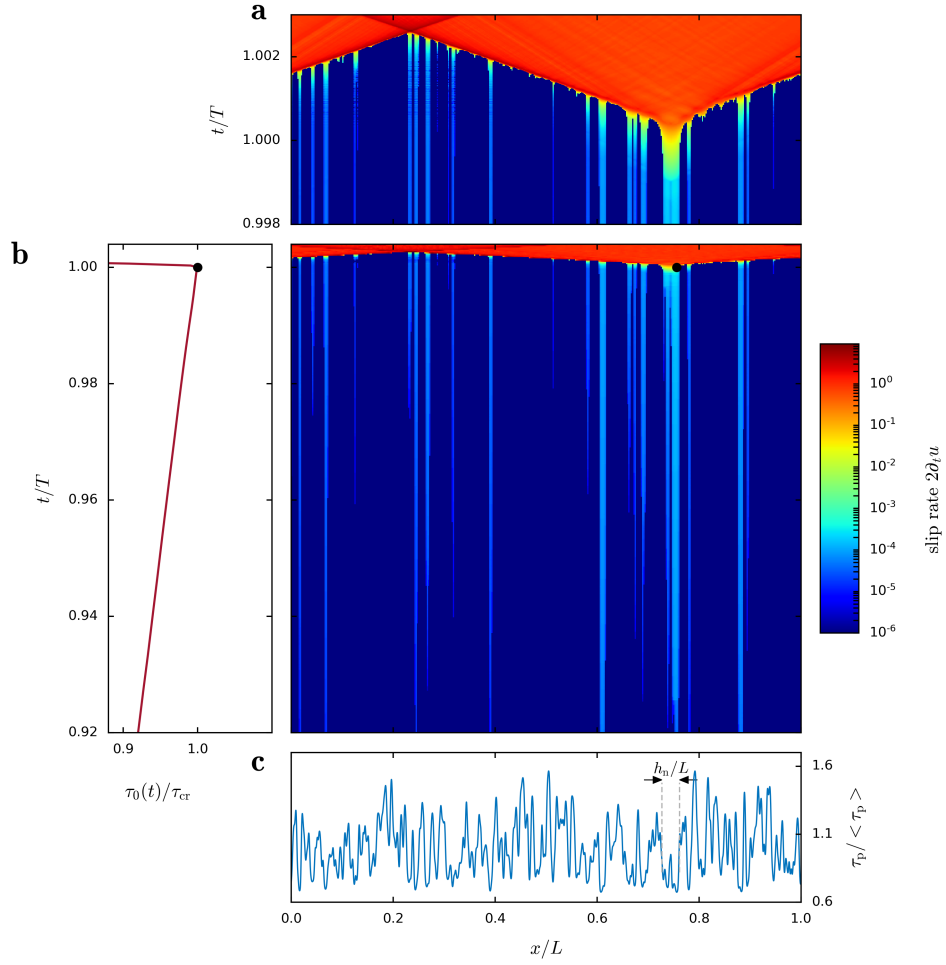 a
1.002
1.000
0.998
t/T
b
1.00
0.98
0.96
0.94
0.92
t/T
0.9 1.0
τ₀(t)/τcr
10⁰
10⁻¹
10⁻²
10⁻³
10⁻⁴
10⁻⁵
10⁻⁶
slip rate 2∂ₜu
c
hₙ/L
1.6
1.1
0.6
τₚ/ < τₚ >
0.0 0.2 0.4 0.6 0.8 1.0
x/L